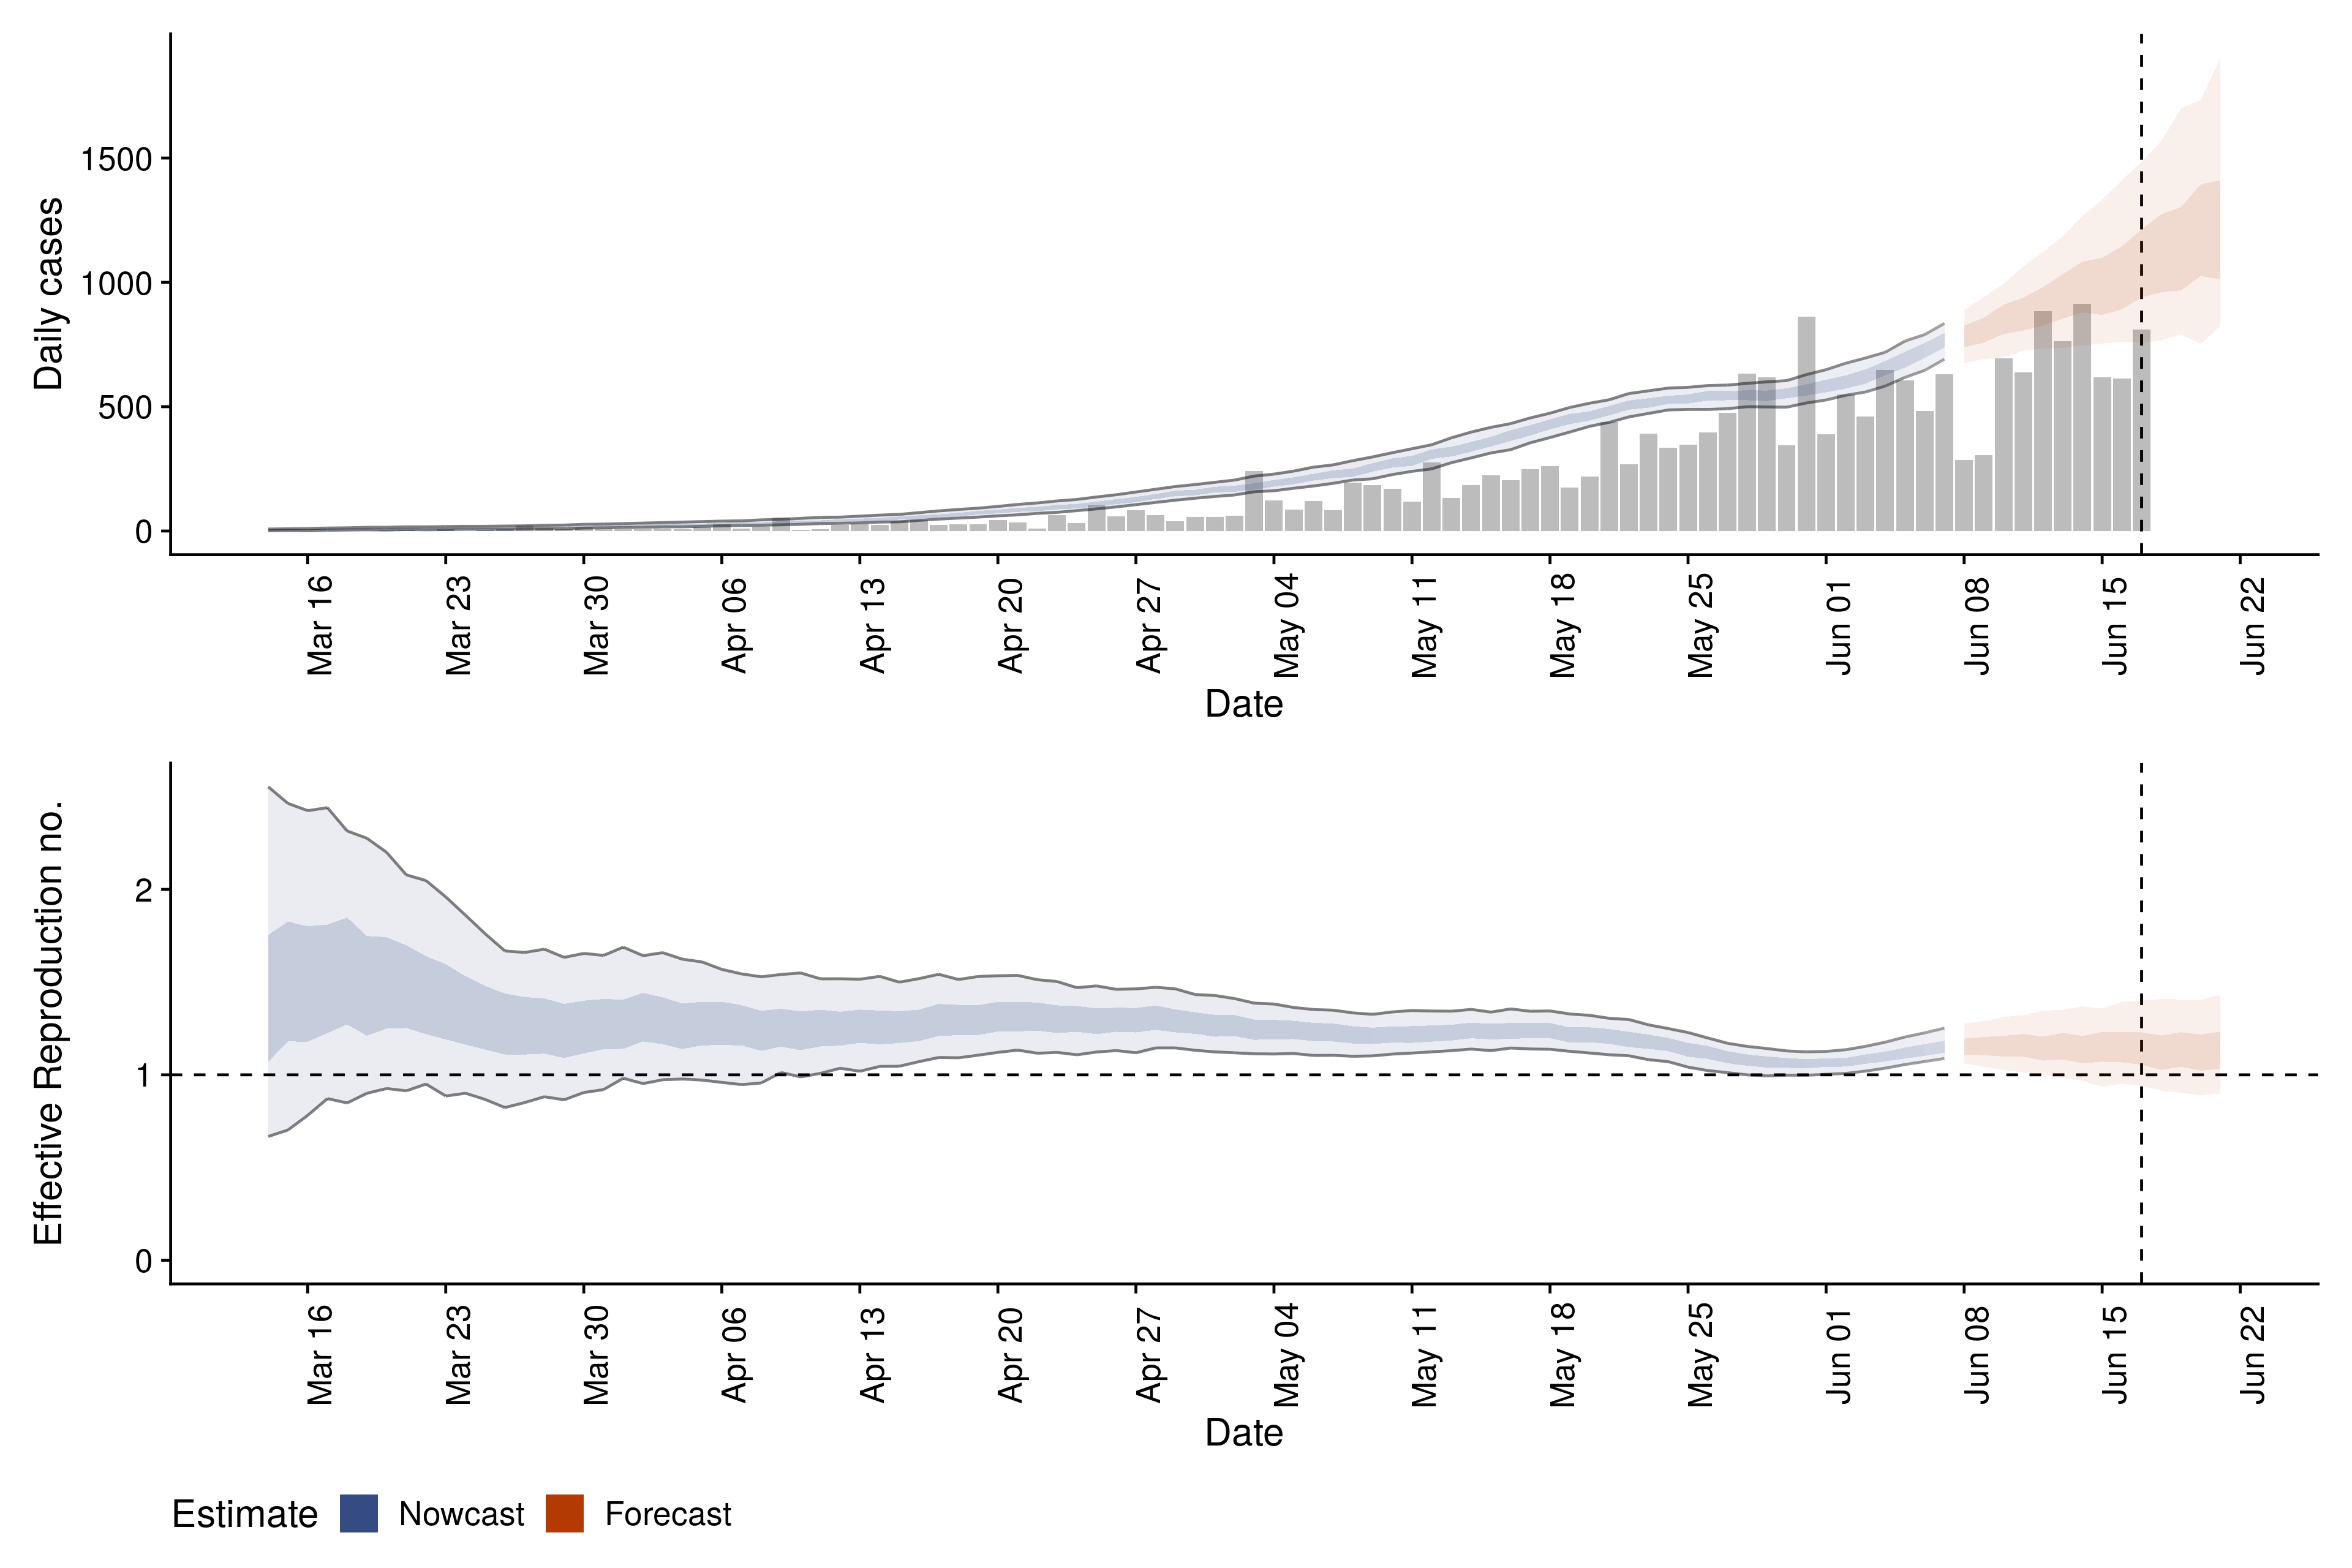 Daily cases
1500
1000
500
0
Mar 16
Mar 23
Mar 30
Apr 06
Apr 13
Apr 20
Apr 27
May 04
May 11
May 18
May 25
Jun 01
Jun 08
Jun 15
Jun 22
Date
Effective Reproduction no.
2
1
0
Mar 16
Mar 23
Mar 30
Apr 06
Apr 13
Apr 20
Apr 27
May 04
May 11
May 18
May 25
Jun 01
Jun 08
Jun 15
Jun 22
Date
Estimate Nowcast Forecast